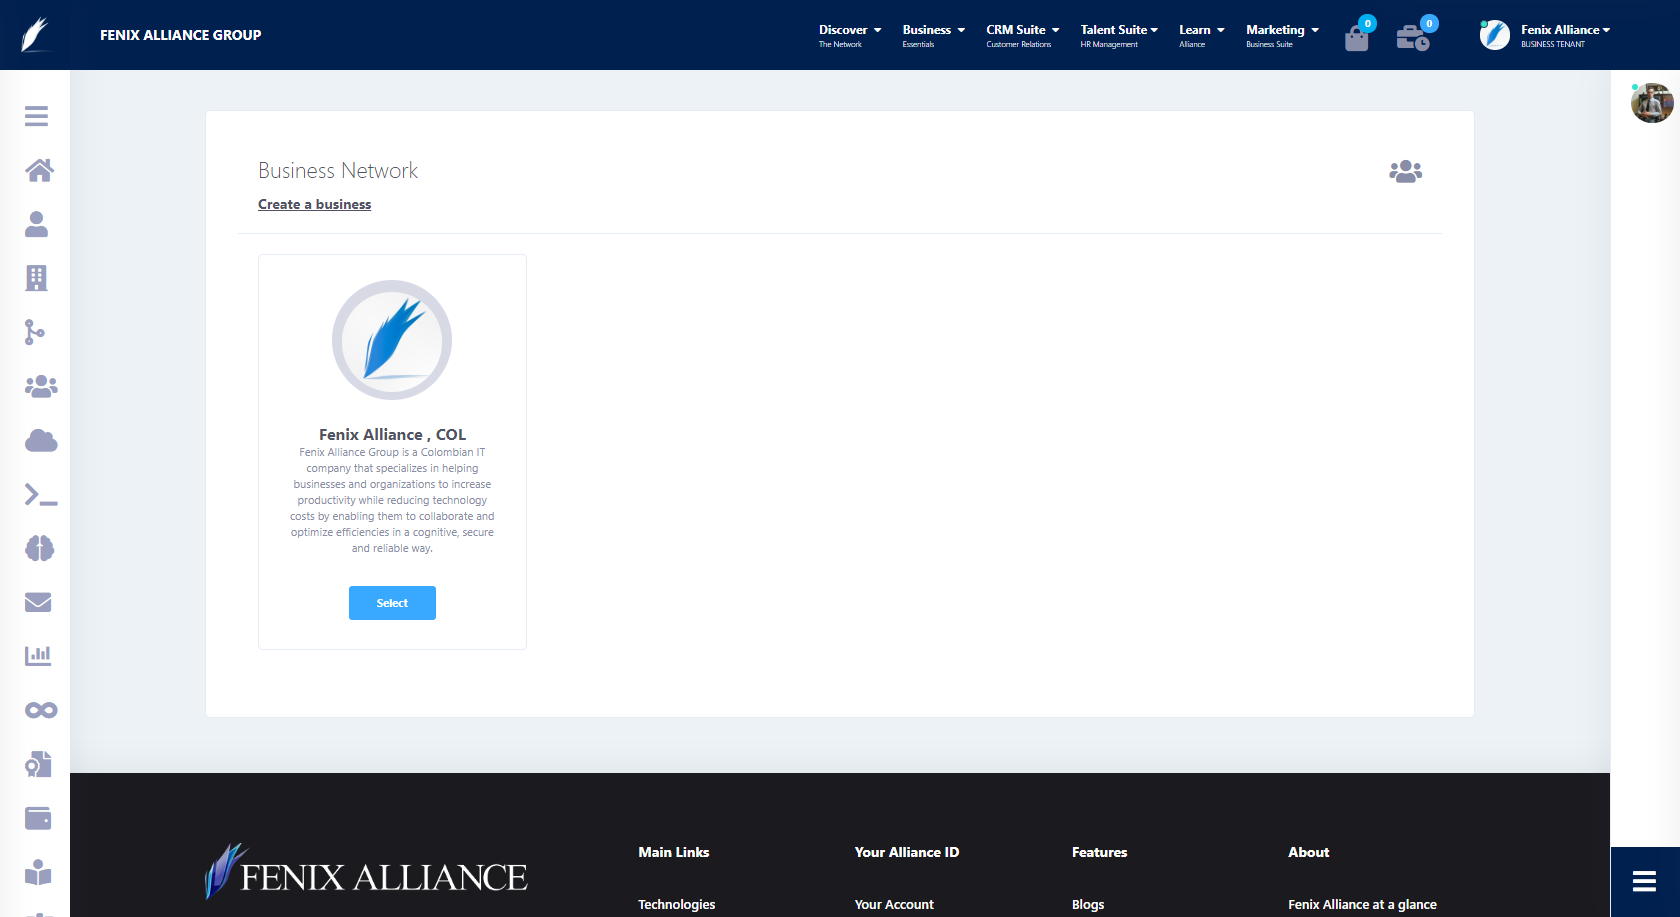 FENIX ALLIANCE GROUP
Discover
The Network
Business
Essentials
CRM Suite
Customer Relations
Talent Suite
HR Management
Learn
Alliance
Marketing
Business Suite
0
0
Fenix Alliance
BUSINESS TENANT
Business Network
Create a business
Fenix Alliance , COL
Fenix Alliance Group is a Colombian IT
company that specializes in helping
businesses and organizations to increase
productivity while reducing technology
costs by enabling them to collaborate and
optimize efficiencies in a cognitive, secure
and reliable way.
Select
FENIX ALLIANCE
Main Links
Technologies
Your Alliance ID
Your Account
Features
Blogs
About
Fenix Alliance at a glance